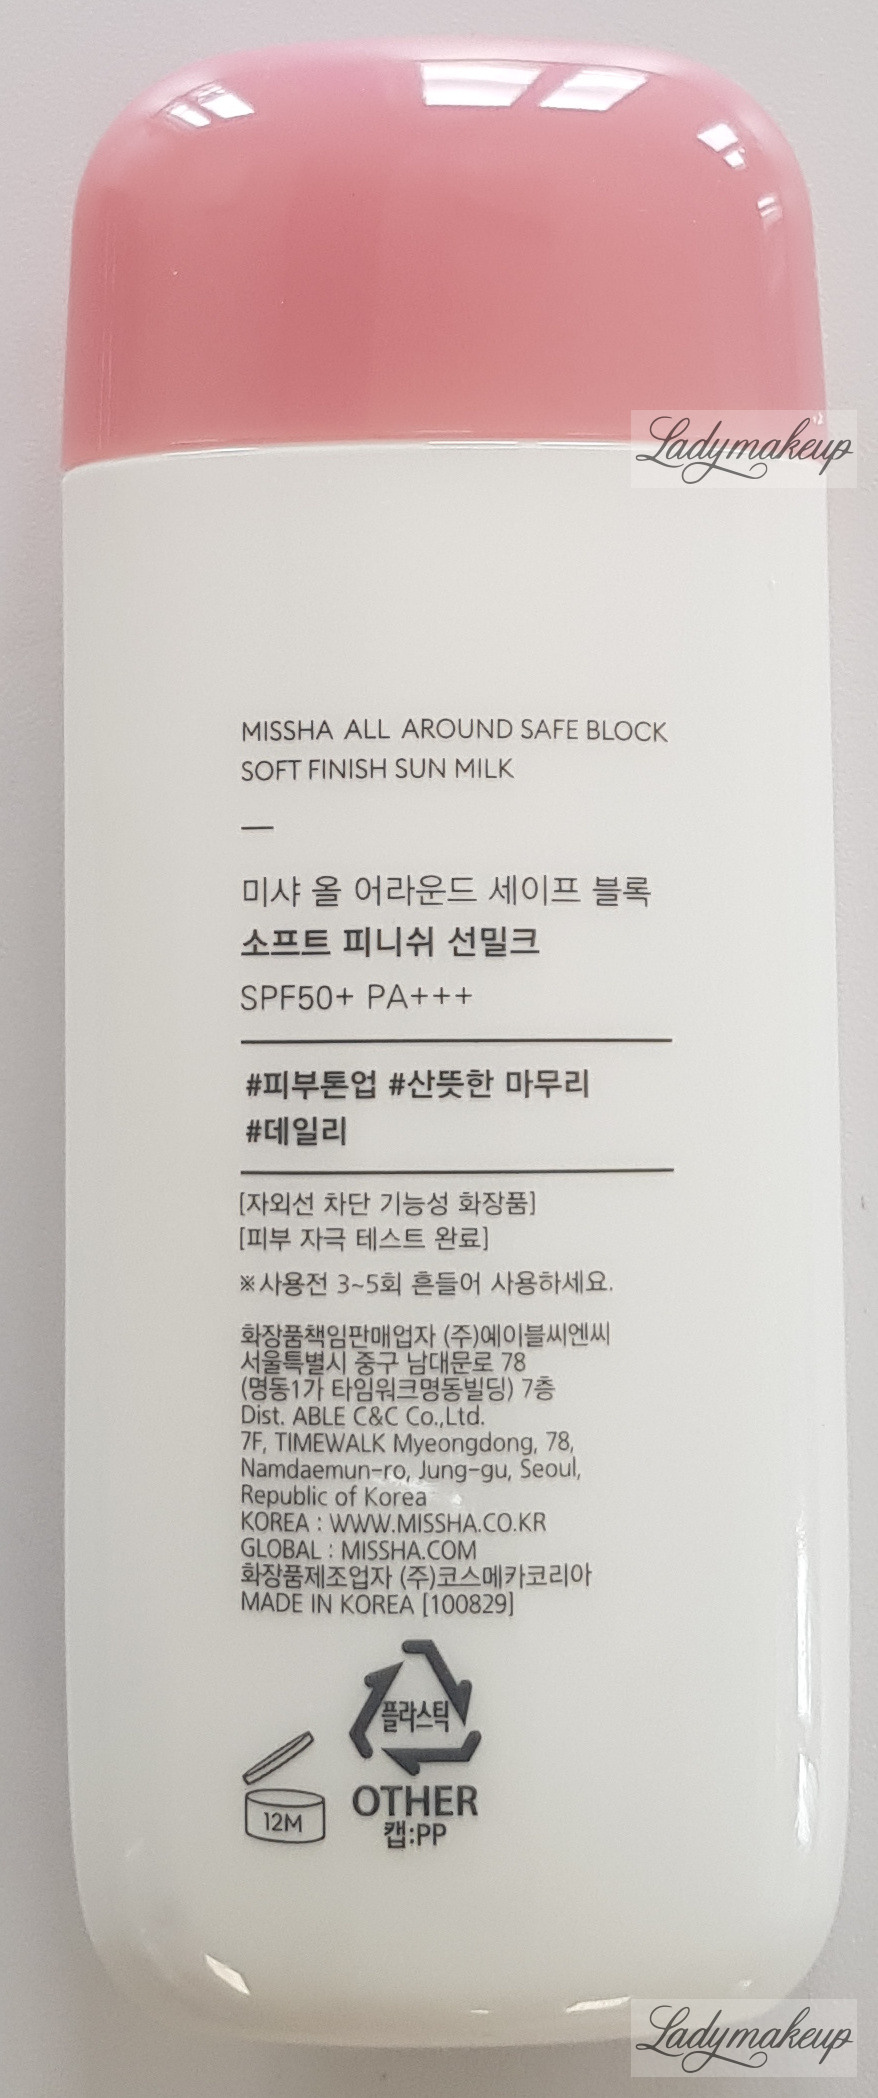 Ladymakeup
MISSHA ALL AROUND SAFE BLOCK
SOFT FINISH SUN MILK
미샤 올 어라운드 세이프 블록
소프트 피니쉬 선밀크
SPF50+ PA+++
#피부톤업 #산뜻한 마무리
#데일리
[자외선 차단 기능성 화장품]
[피부 자극 테스트 완료]
※사용전 3~5회 흔들어 사용하세요.
화장품책임판매업자 (주)에이블씨엔씨
서울특별시 중구 남대문로 78
(명동1가 타임워크명동빌딩) 7층
Dist. ABLE C&C Co.,Ltd.
7F, TIMEWALK Myeongdong, 78,
Namdaemun-ro, Jung-gu, Seoul,
Republic of Korea
KOREA : WWW.MISSHA.CO.KR
GLOBAL : MISSHA.COM
화장품제조업자 (주)코스메카코리아
MADE IN KOREA [100829]
플라스틱
OTHER
캡:PP
12M
Ladymakeup